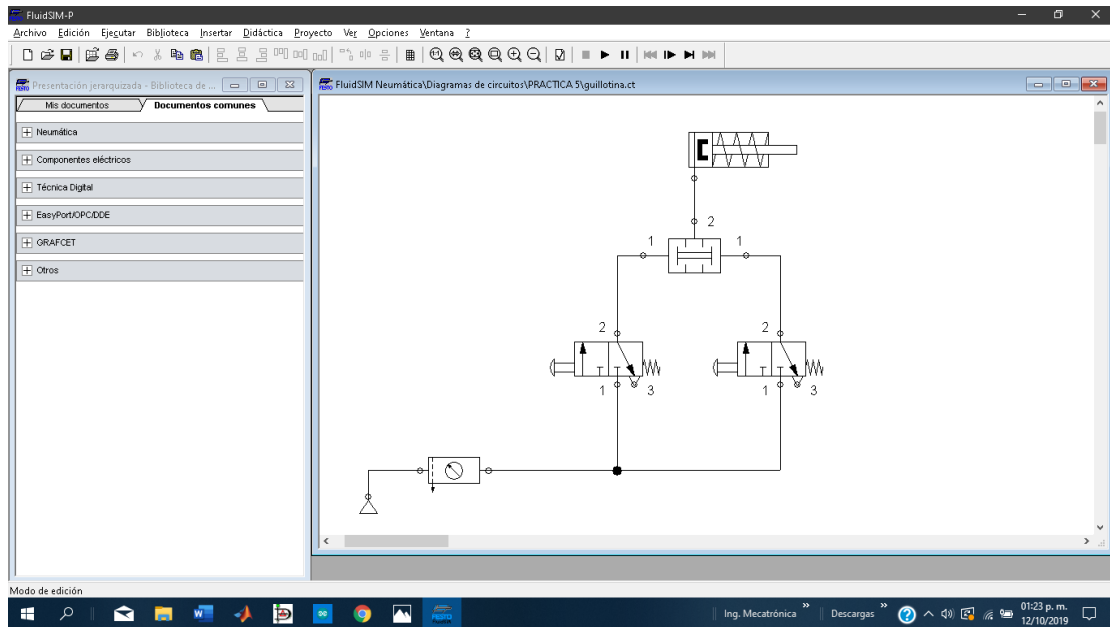 FluidSIM-P
Archivo Edición Ejecutar Biblioteca Insertar Didáctica Proyecto Ver Opciones Ventana ?
Presentación jerarquizada - Biblioteca de ...
FluidSIM Neumática\Diagramas de circuitos\PRACTICA 5\guillotina.ct
Mis documentos
Documentos comunes
Neumática
Componentes eléctricos
Técnica Digital
EasyPort/OPC/DDE
GRAFCET
Otros
2
1
1
2
2
1
3
1
3
Modo de edición
Ing. Mecatrónica
Descargas
01:23 p. m.
12/10/2019